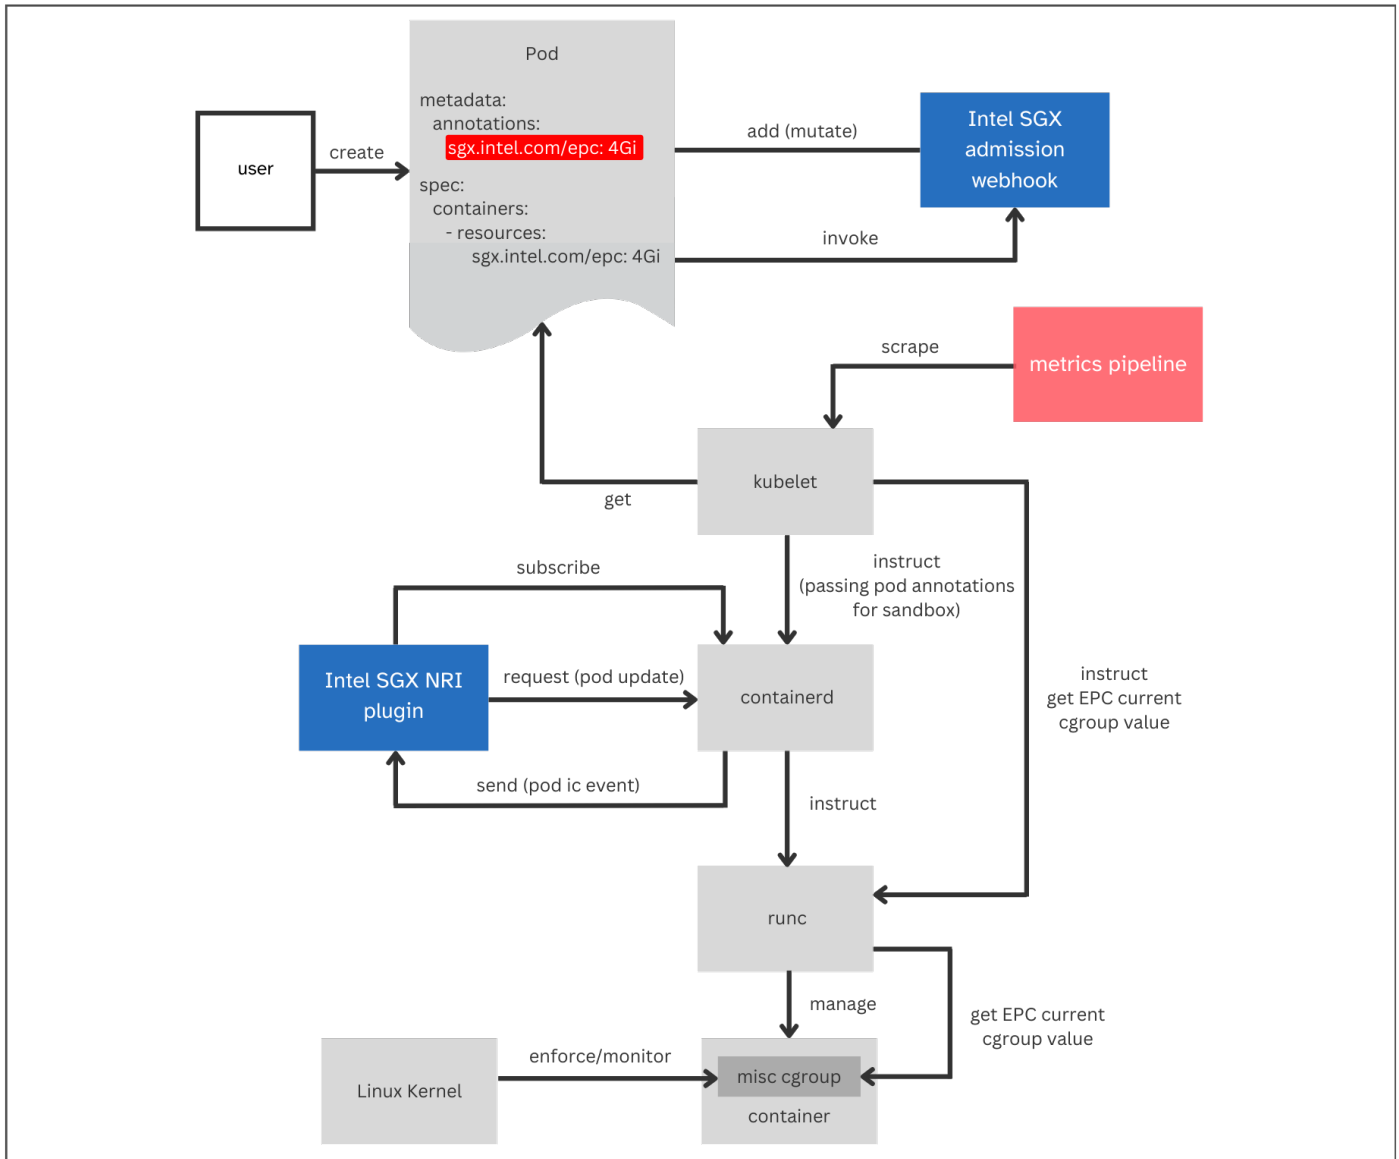 Pod
metadata:
annotations:
sgx.intel.com/epc: 4Gi
spec:
containers:
- resources:
sgx.intel.com/epc: 4Gi
user
create
add (mutate)
Intel SGX
admission
webhook
invoke
scrape
metrics pipeline
kubelet
get
instruct
(passing pod annotations
for sandbox)
subscribe
Intel SGX NRI
plugin
request (pod update)
containerd
instruct
get EPC current
cgroup value
send (pod ic event)
instruct
runc
manage
get EPC current
cgroup value
Linux Kernel
enforce/monitor
misc cgroup
container